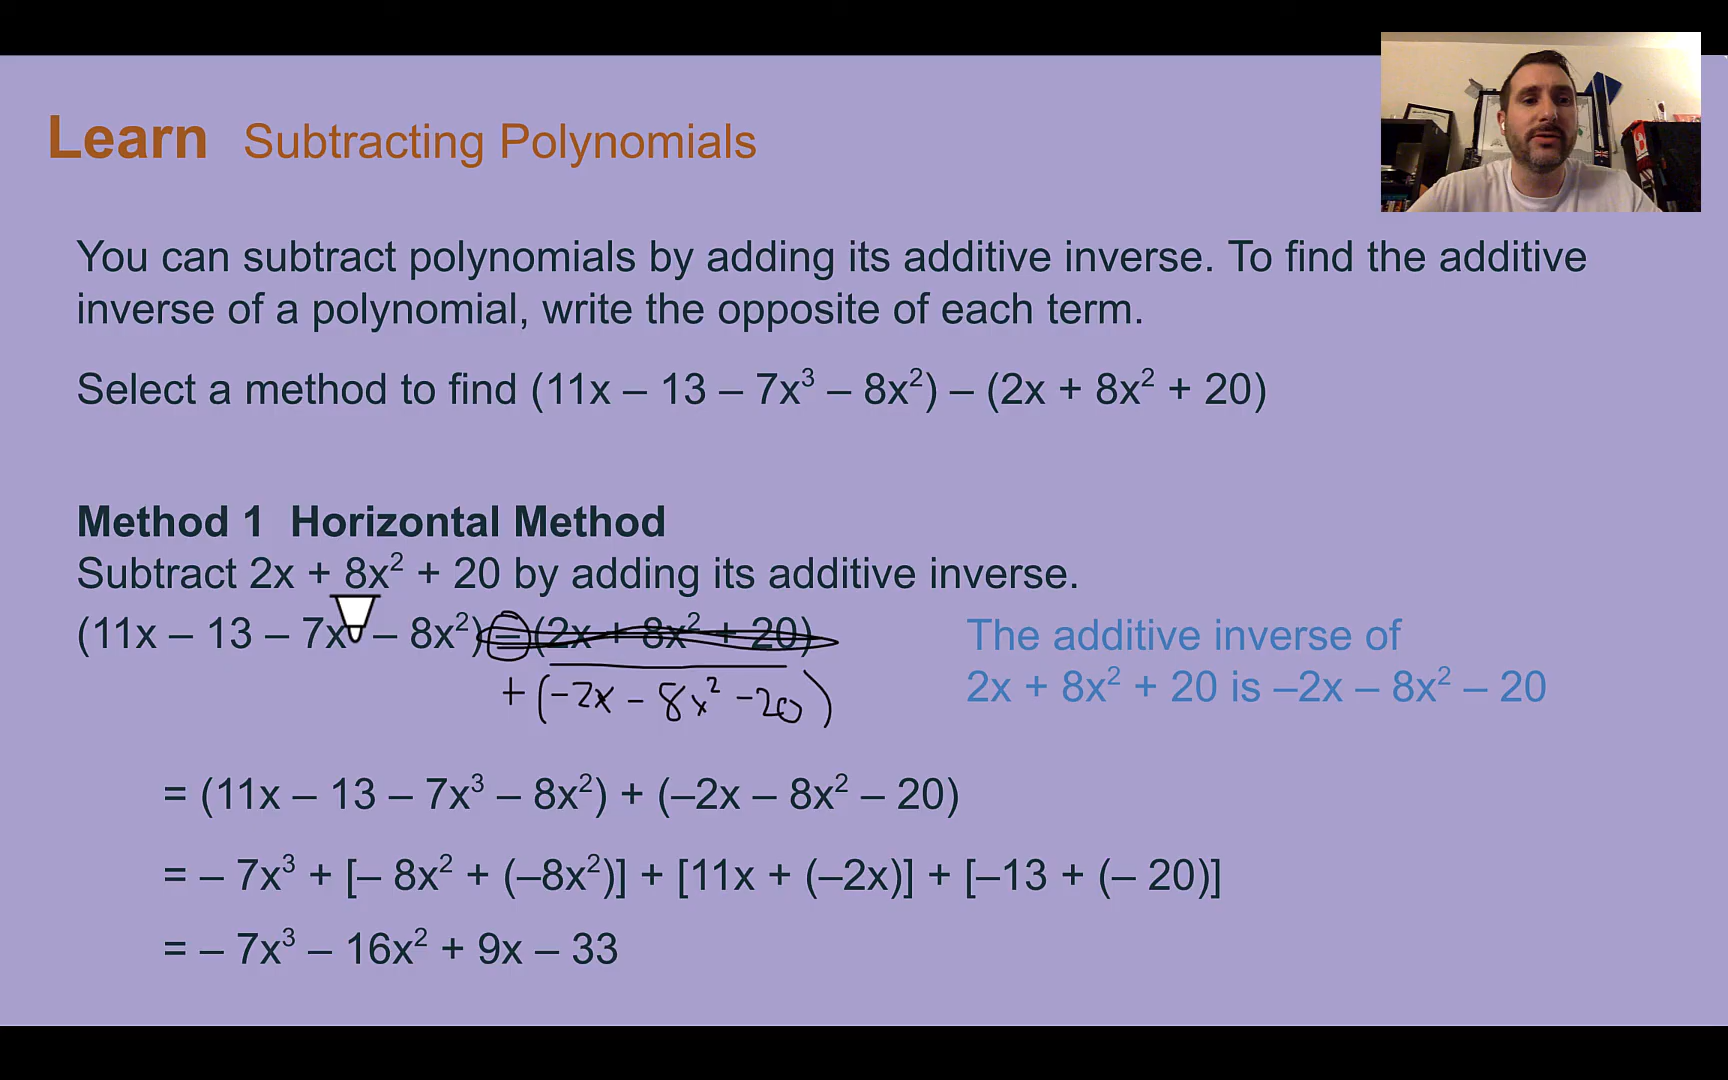 Learn Subtracting Polynomials
You can subtract polynomials by adding its additive inverse. To find the additive
inverse of a polynomial, write the opposite of each term.
Select a method to find (11x – 13 – 7x³ – 8x²) – (2x + 8x² + 20)
Method 1 Horizontal Method
Subtract 2x + 8x² + 20 by adding its additive inverse.
(11x – 13 – 7x – 8x²) – (2x + 8x² + 20)
+ (-2x - 8x² -20)
The additive inverse of
2x + 8x² + 20 is –2x – 8x² – 20
= (11x – 13 – 7x³ – 8x²) + (–2x – 8x² – 20)
= – 7x³ + [– 8x² + (–8x²)] + [11x + (–2x)] + [–13 + (– 20)]
= – 7x³ – 16x² + 9x – 33